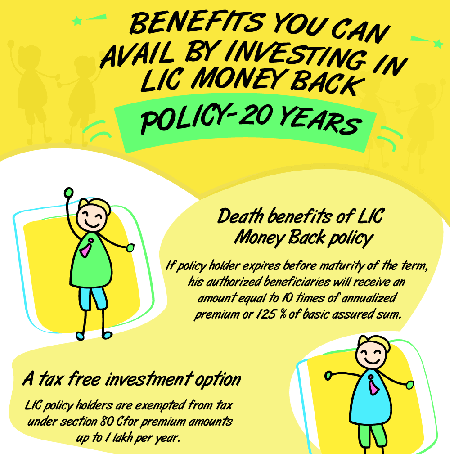 BENEFITS YOU CAN
AVAIL BY INVESTING IN
LIC MONEY BACK
POLICY-20 YEARS
Death benefits of LIC
Money Back policy
If policy holder expires before maturity of the term,
his authorized beneficiaries will receive an
amount equal to 10 times of annualized
premium or 125 % of basic assured sum.
A tax free investment option
LIC policy holders are exempted from tax
under section 80 Cfor premium amounts
up to 1 lakh per year.